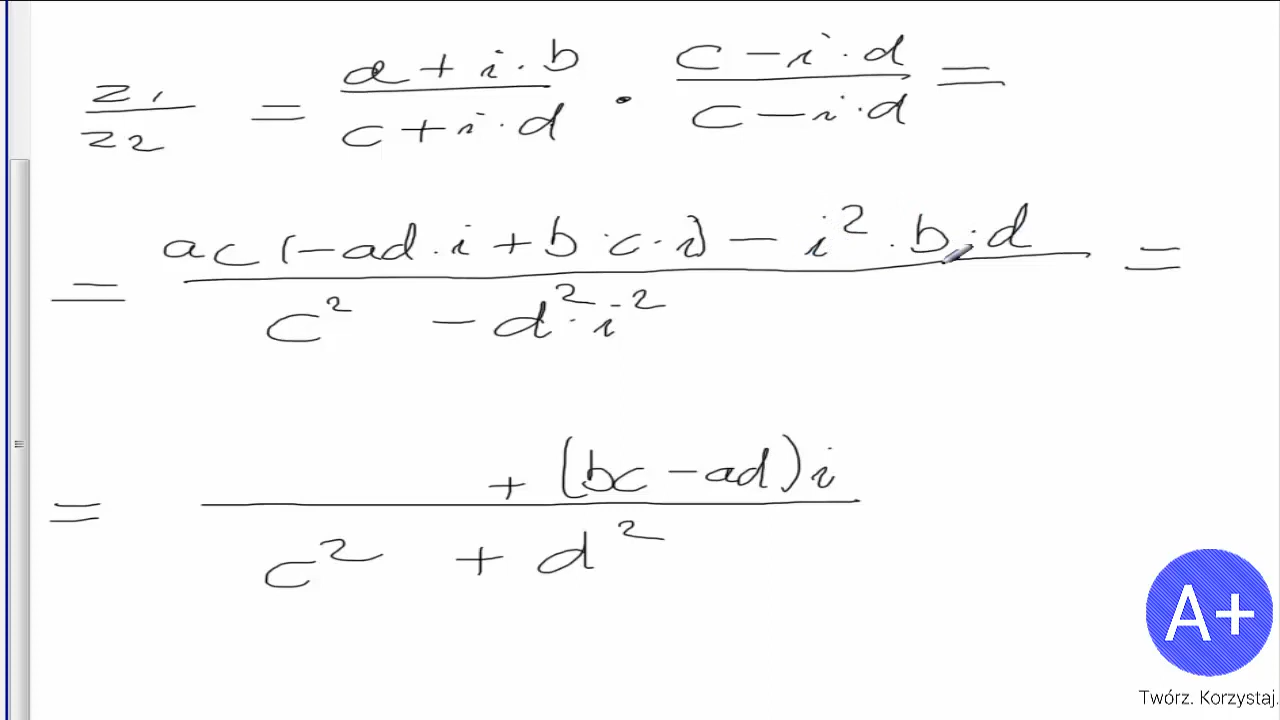 z1/z2 = (a + i · b)/(c + i · d) · (c - i · d)/(c - i · d) =
= (ac (-ad · i + b · c · i) - i² · b · d)/(c² - d² · i²) =
= ( + (bc - ad)i)/(c² + d²)
A+
Twórz. Korzystaj.